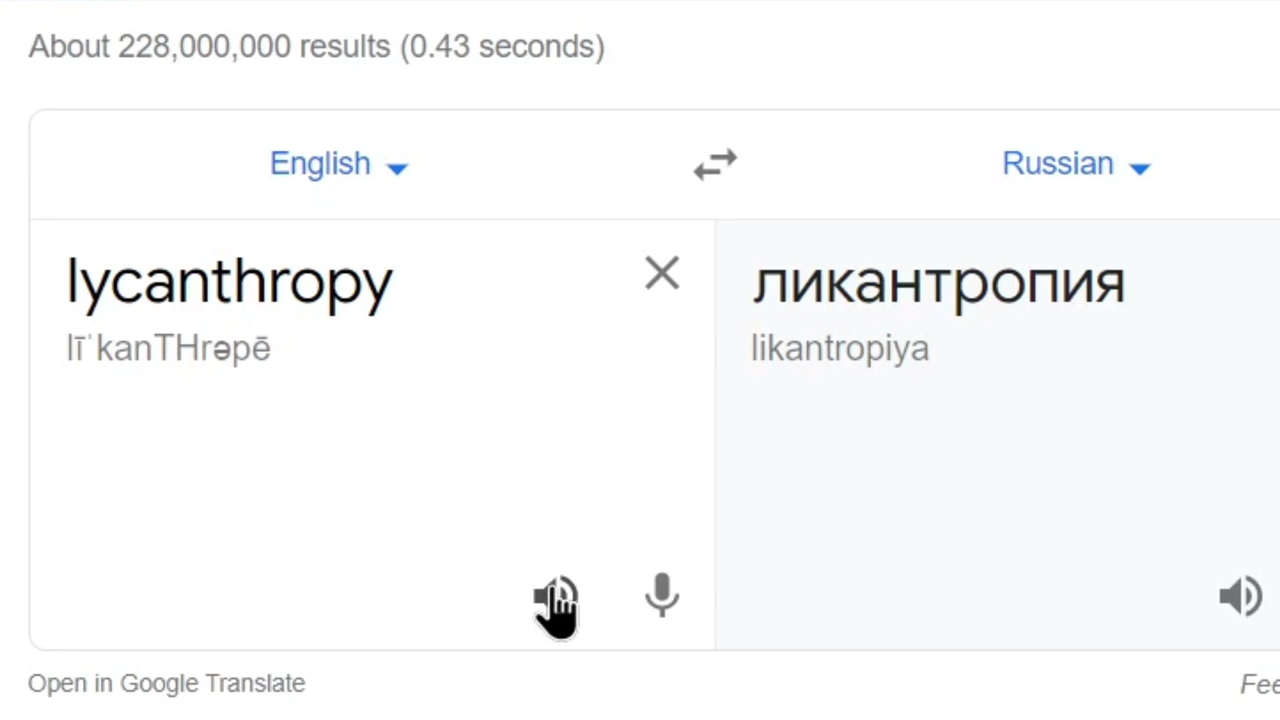 About 228,000,000 results (0.43 seconds)
English
Russian
lycanthropy
līˈkanTHrəpē
ликантропия
likantropiya
Open in Google Translate